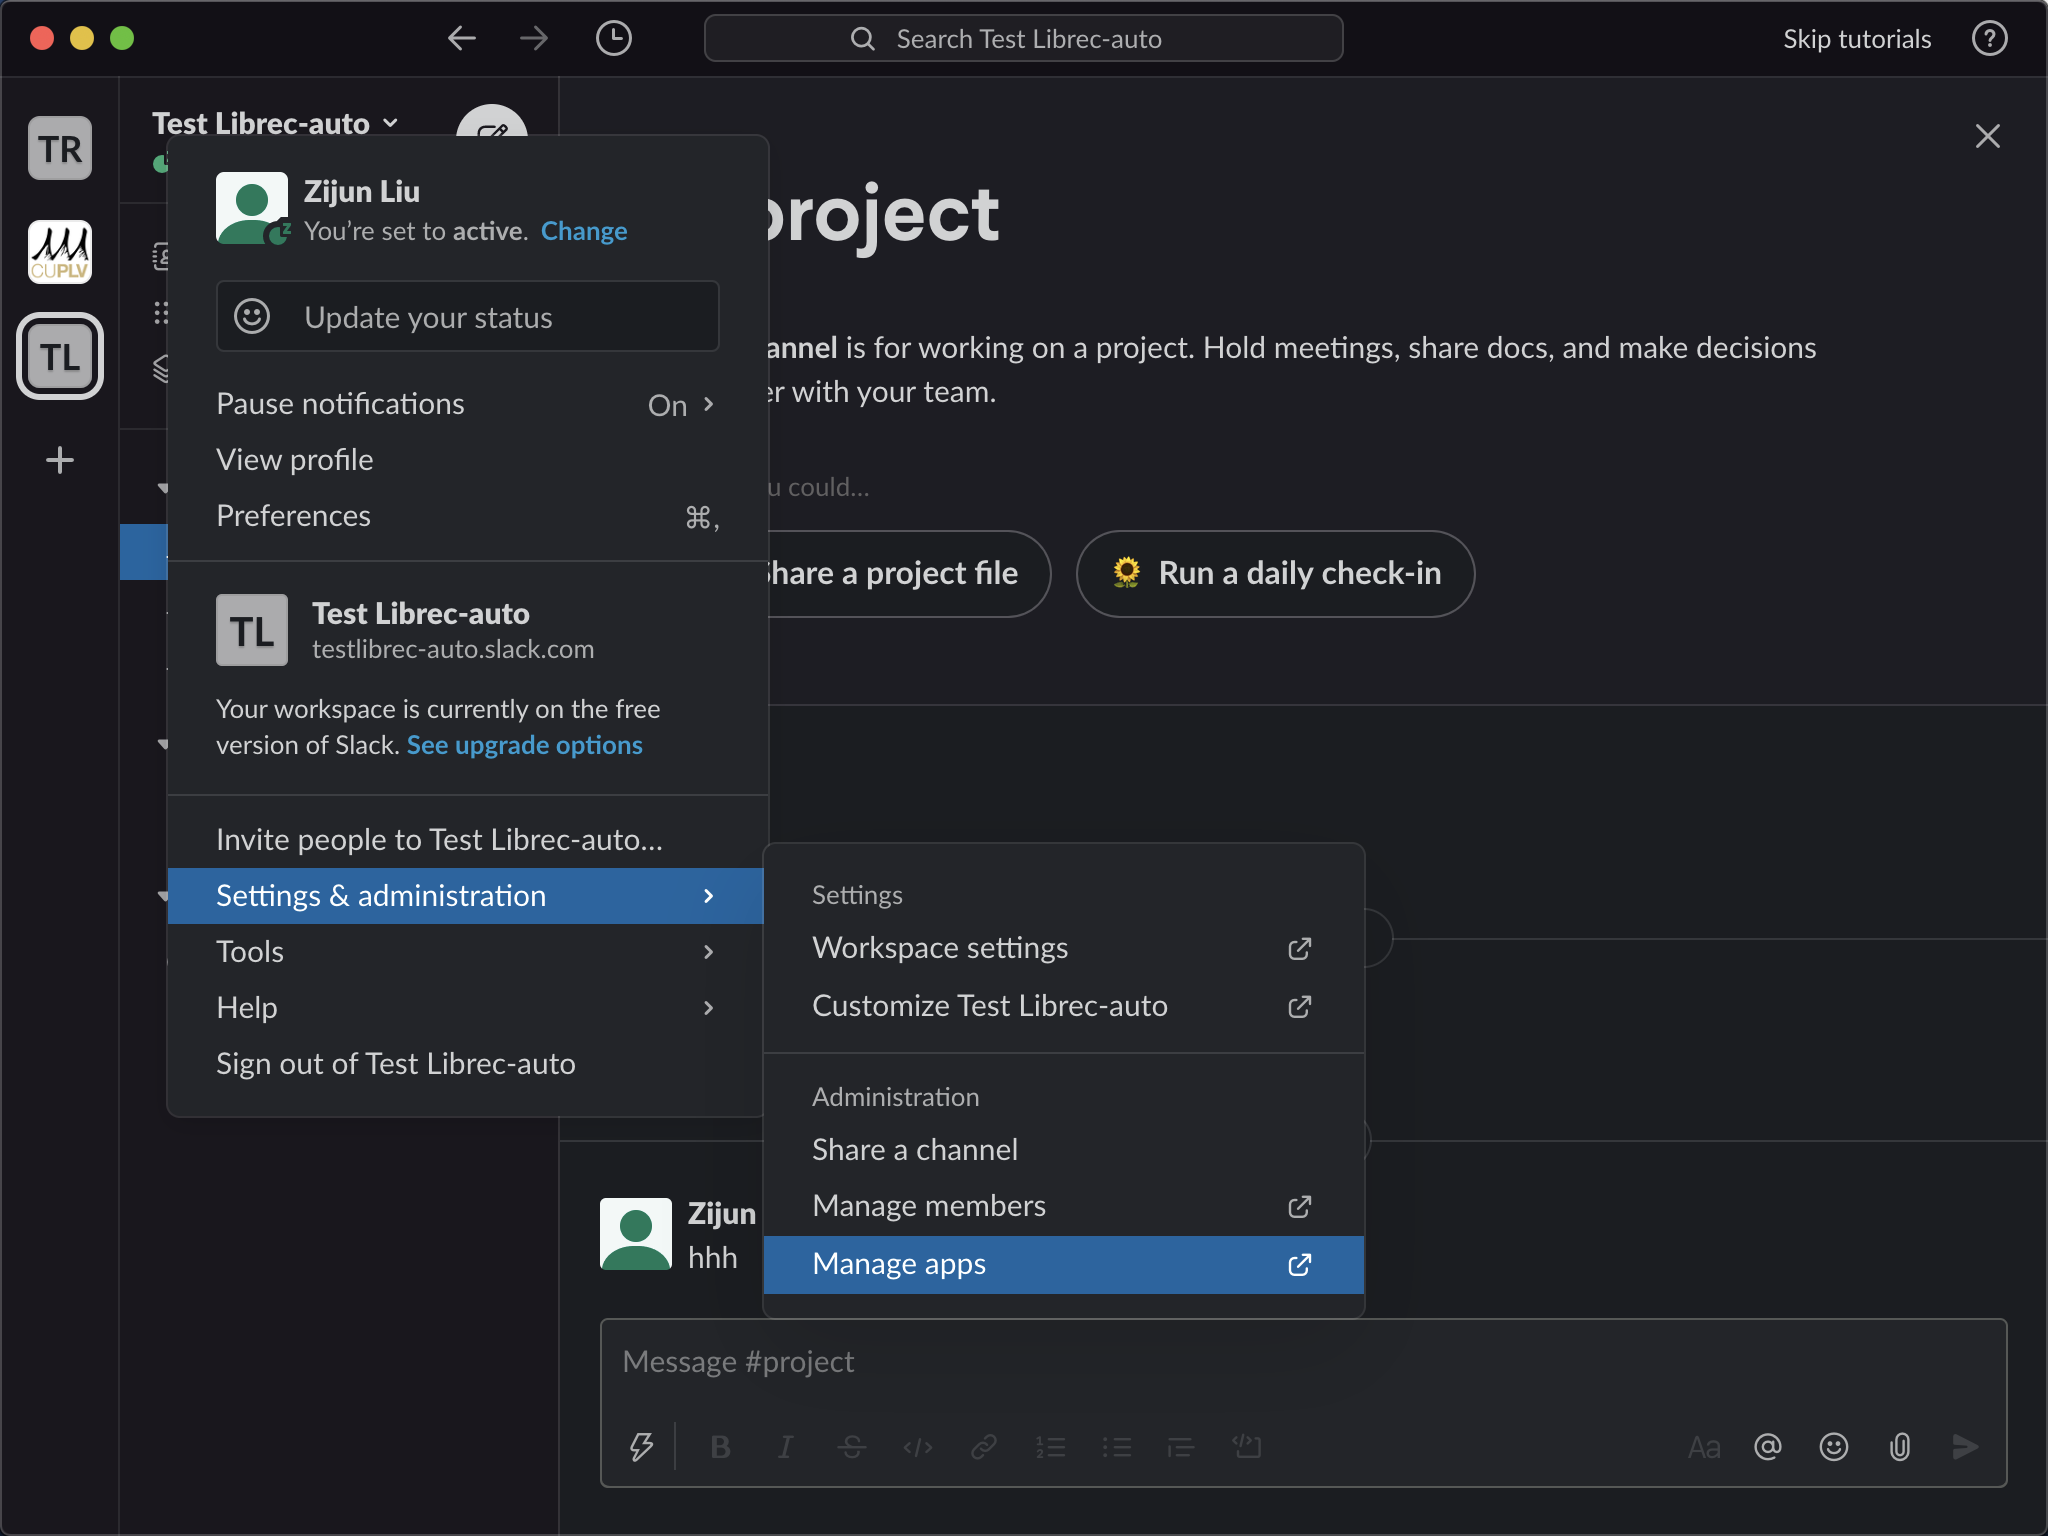 Search Test Librec-auto
Skip tutorials
?
TR
CUPLV
TL
Test Librec-auto
Zijun Liu
You're set to active. Change
Update your status
Pause notifications On
View profile
Preferences ⌘,
TL
Test Librec-auto
testlibrec-auto.slack.com
Your workspace is currently on the free
version of Slack. See upgrade options
Invite people to Test Librec-auto...
Settings & administration
Tools
Help
Sign out of Test Librec-auto
Settings
Workspace settings
Customize Test Librec-auto
Administration
Share a channel
Manage members
Manage apps
project
is for working on a project. Hold meetings, share docs, and make decisions
with your team.
could...
Share a project file
Run a daily check-in
Zijun
hhh
Message #project
B I S </> Aa @